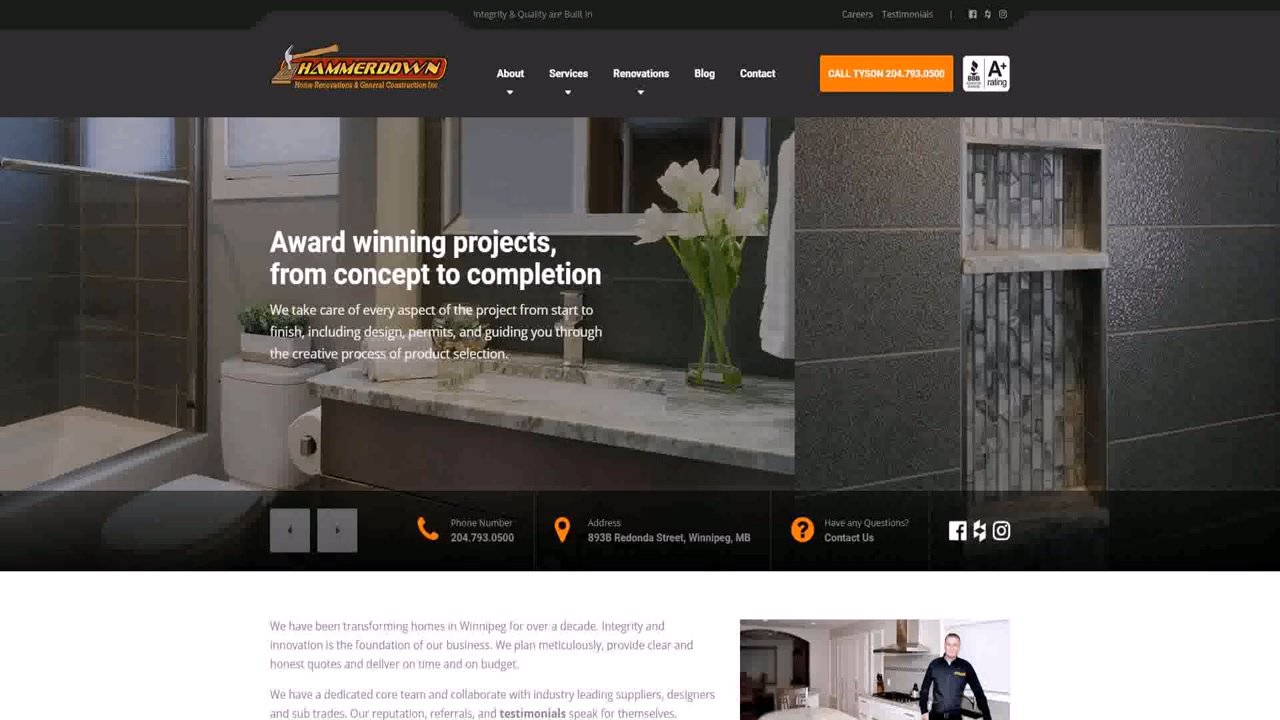 Integrity & Quality are Built In
Careers Testimonials |
HAMMERDOWN
Home Renovations & General Construction Inc
About Services Renovations Blog Contact
CALL TYSON 204.793.0500
BBB
A+
rating
Award winning projects,
from concept to completion
We take care of every aspect of the project from start to
finish, including design, permits, and guiding you through
the creative process of product selection.
Phone Number
204.793.0500
Address
893B Redonda Street, Winnipeg, MB
Have any Questions?
Contact Us
We have been transforming homes in Winnipeg for over a decade. Integrity and
innovation is the foundation of our business. We plan meticulously, provide clear and
honest quotes and deliver on time and on budget.
We have a dedicated core team and collaborate with industry leading suppliers, designers
and sub trades. Our reputation, referrals, and testimonials speak for themselves.